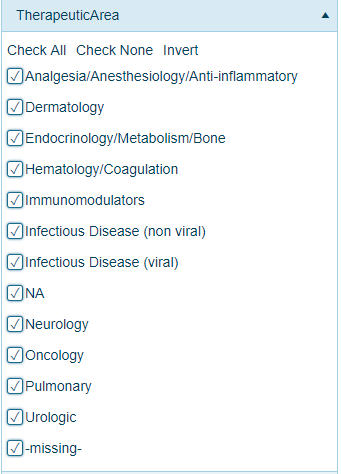 TherapeuticArea
Check All Check None Invert
Analgesia/Anesthesiology/Anti-inflammatory
Dermatology
Endocrinology/Metabolism/Bone
Hematology/Coagulation
Immunomodulators
Infectious Disease (non viral)
Infectious Disease (viral)
NA
Neurology
Oncology
Pulmonary
Urologic
-missing-